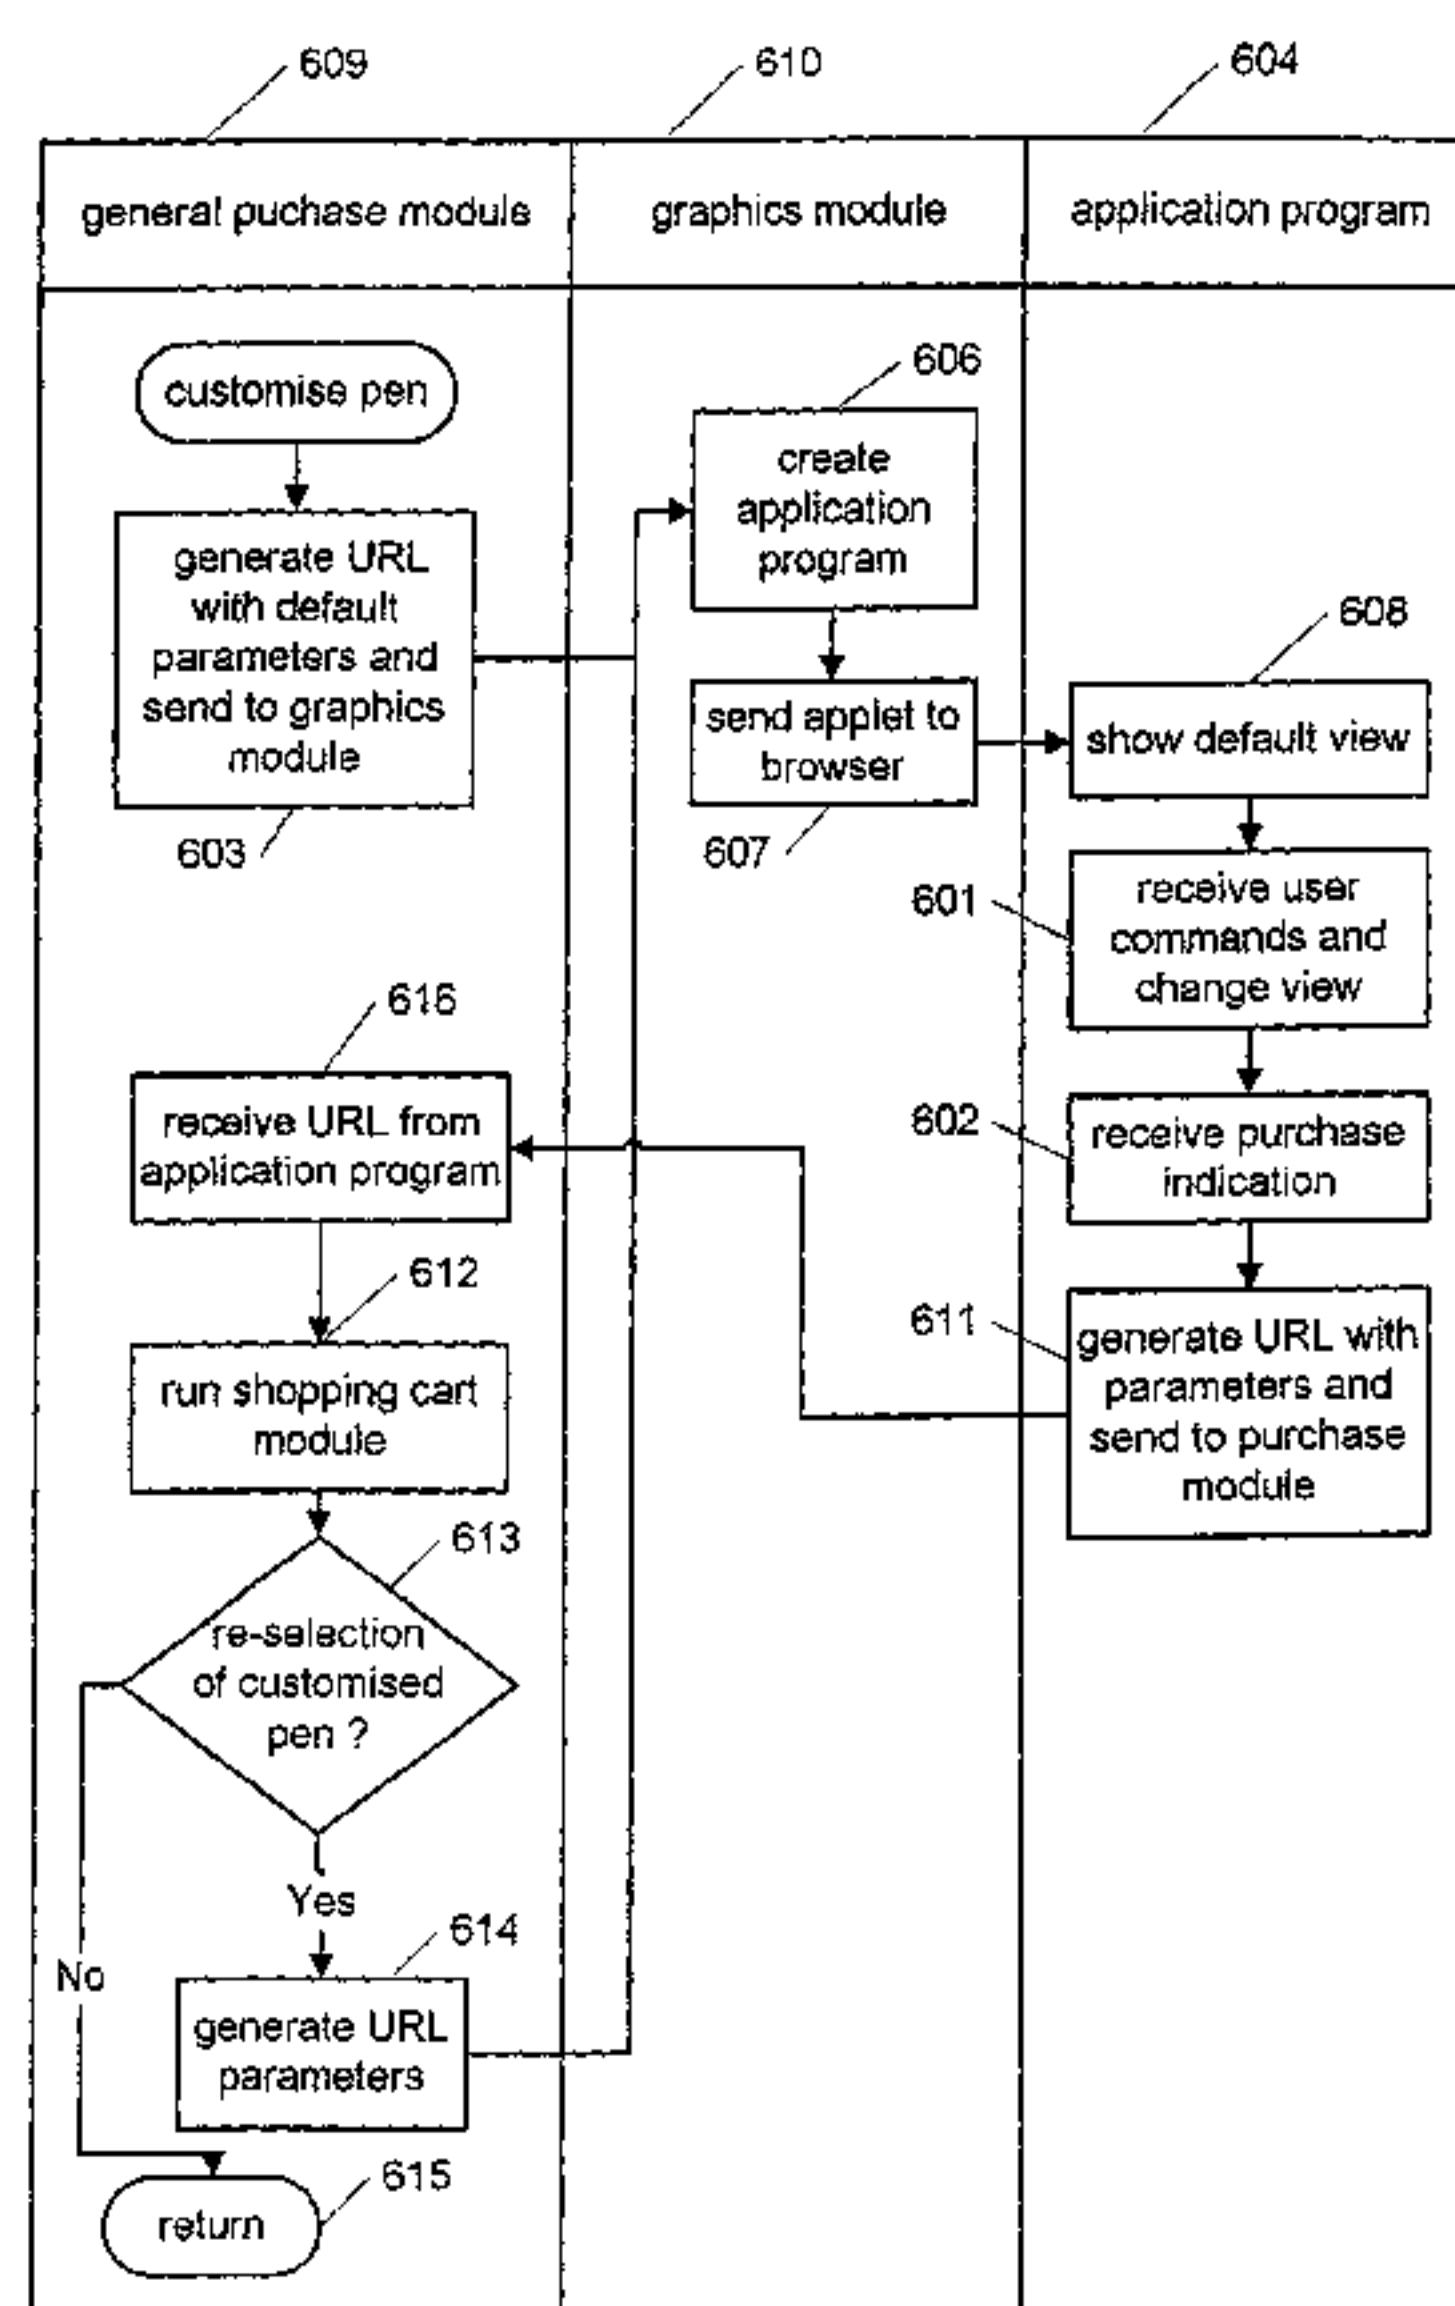 609
610
604
general puchase module
graphics module
application program
customise pen
606
create
application
program
generate URL
with default
parameters and
send to graphics
module
603
608
send applet to
browser
607
show default view
601
receive user
commands and
change view
616
receive URL from
application program
602
receive purchase
indication
612
611
generate URL with
parameters and
send to purchase
module
run shopping cart
module
613
re-selection
of customised
pen ?
Yes
614
No
generate URL
parameters
615
return